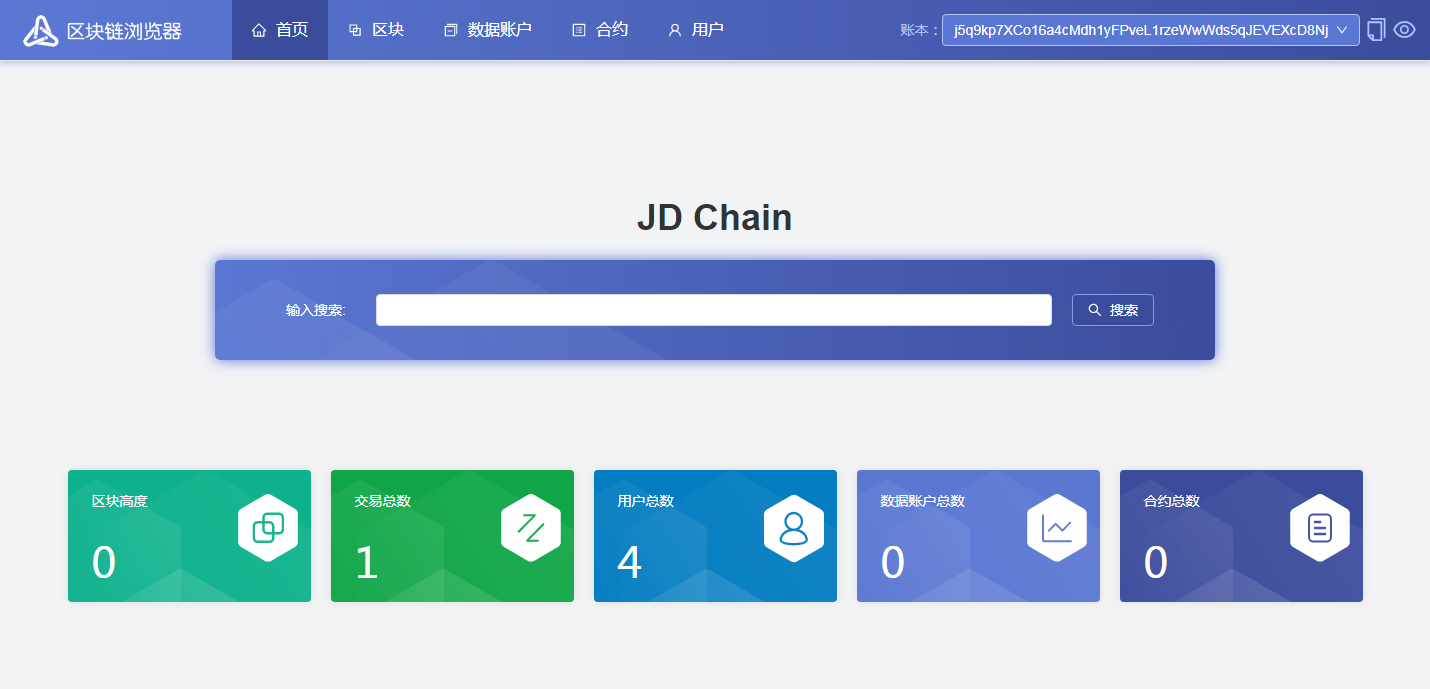 区块链浏览器 首页 区块 数据账户 合约 用户 账本： j5q9kp7XCo16a4cMdh1yFPveL1rzeWwWds5qJEVEXcD8Nj
JD Chain
输入搜索: 搜索
区块高度
0
交易总数
1
用户总数
4
数据账户总数
0
合约总数
0